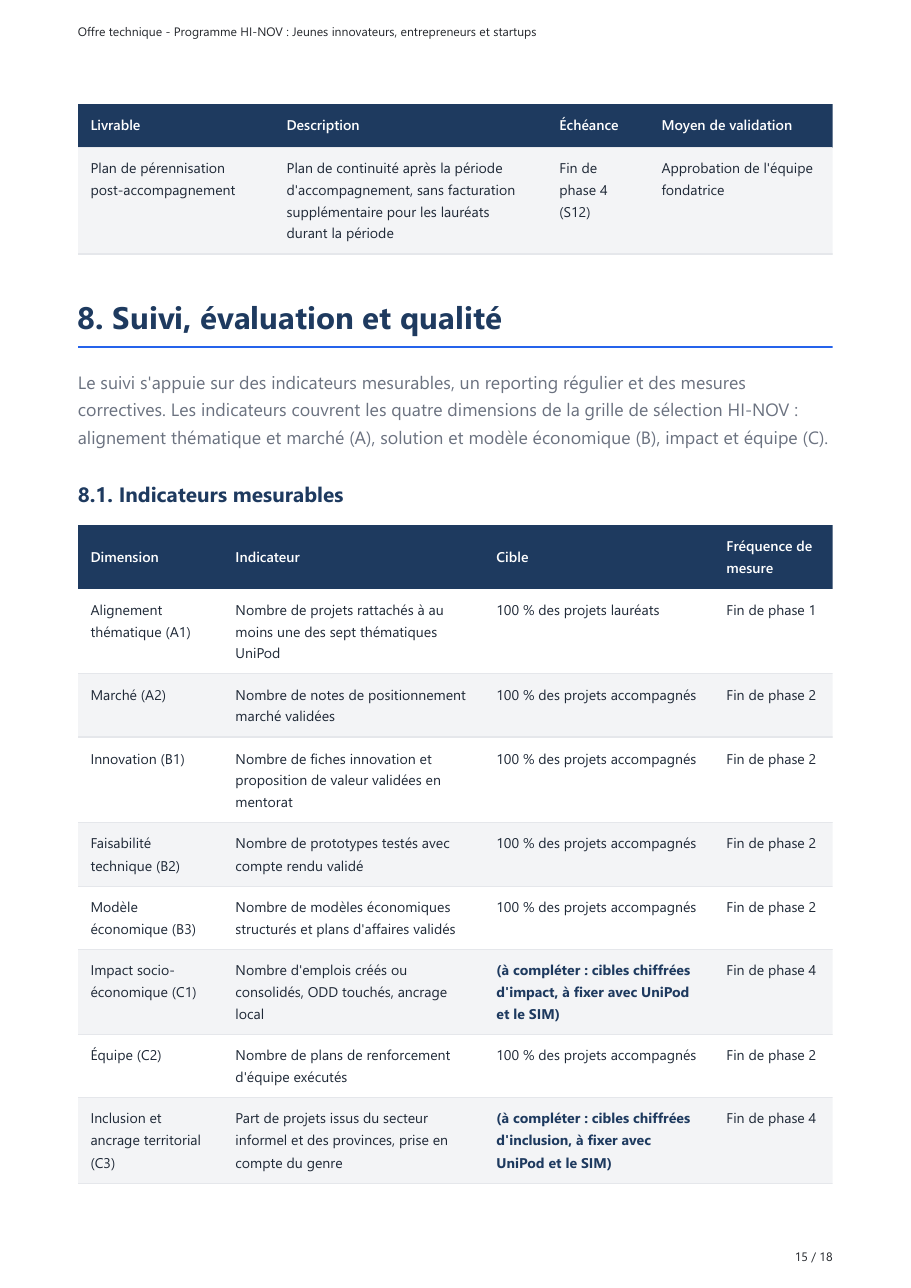 Offre technique - Programme HI-NOV : Jeunes innovateurs, entrepreneurs et startups
Livrable
Description
Échéance
Moyen de validation
Plan de pérennisation
post-accompagnement
Plan de continuité après la période
d'accompagnement, sans facturation
supplémentaire pour les lauréats
durant la période
Fin de
phase 4
(S12)
Approbation de l'équipe
fondatrice
8. Suivi, évaluation et qualité
Le suivi s'appuie sur des indicateurs mesurables, un reporting régulier et des mesures
correctives. Les indicateurs couvrent les quatre dimensions de la grille de sélection HI-NOV :
alignement thématique et marché (A), solution et modèle économique (B), impact et équipe (C).
8.1. Indicateurs mesurables
Dimension
Indicateur
Cible
Fréquence de
mesure
Alignement
thématique (A1)
Nombre de projets rattachés à au
moins une des sept thématiques
UniPod
100 % des projets lauréats
Fin de phase 1
Marché (A2)
Nombre de notes de positionnement
marché validées
100 % des projets accompagnés
Fin de phase 2
Innovation (B1)
Nombre de fiches innovation et
proposition de valeur validées en
mentorat
100 % des projets accompagnés
Fin de phase 2
Faisabilité
technique (B2)
Nombre de prototypes testés avec
compte rendu validé
100 % des projets accompagnés
Fin de phase 2
Modèle
économique (B3)
Nombre de modèles économiques
structurés et plans d'affaires validés
100 % des projets accompagnés
Fin de phase 2
Impact socio-
économique (C1)
Nombre d'emplois créés ou
consolidés, ODD touchés, ancrage
local
(à compléter : cibles chiffrées
d'impact, à fixer avec UniPod
et le SIM)
Fin de phase 4
Équipe (C2)
Nombre de plans de renforcement
d'équipe exécutés
100 % des projets accompagnés
Fin de phase 2
Inclusion et
ancrage territorial
(C3)
Part de projets issus du secteur
informel et des provinces, prise en
compte du genre
(à compléter : cibles chiffrées
d'inclusion, à fixer avec
UniPod et le SIM)
Fin de phase 4
15 / 18